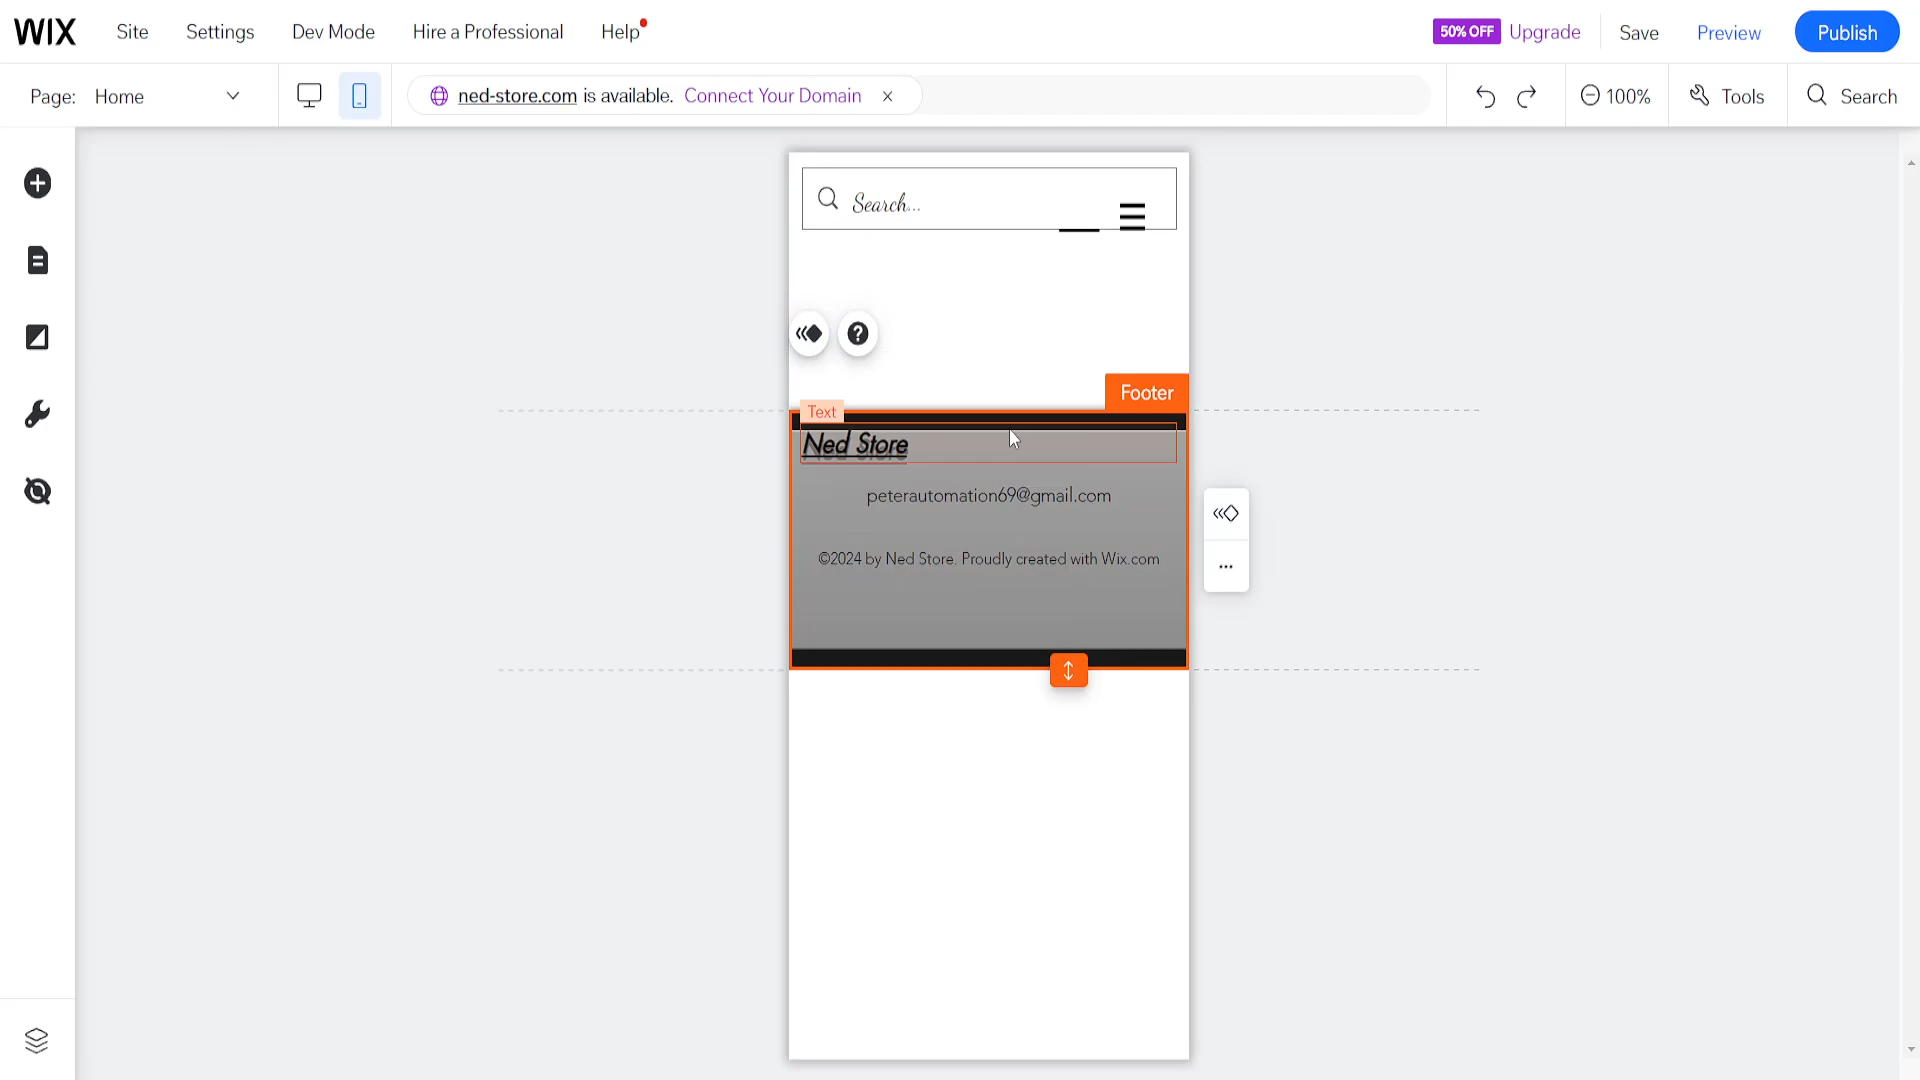 WIX Site Settings Dev Mode Hire a Professional Help 50% OFF Upgrade Save Preview Publish
Page: Home ned-store.com is available. Connect Your Domain 100% Tools Search
Search...
Footer
Text
Ned Store
peterautomation69@gmail.com
©2024 by Ned Store. Proudly created with Wix.com